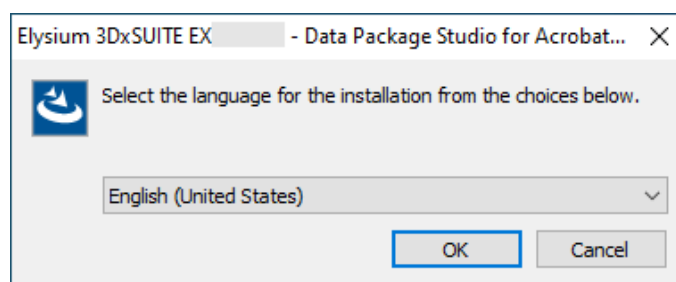 Elysium 3DxSUITE EX - Data Package Studio for Acrobat...
Select the language for the installation from the choices below.
English (United States)
OK Cancel